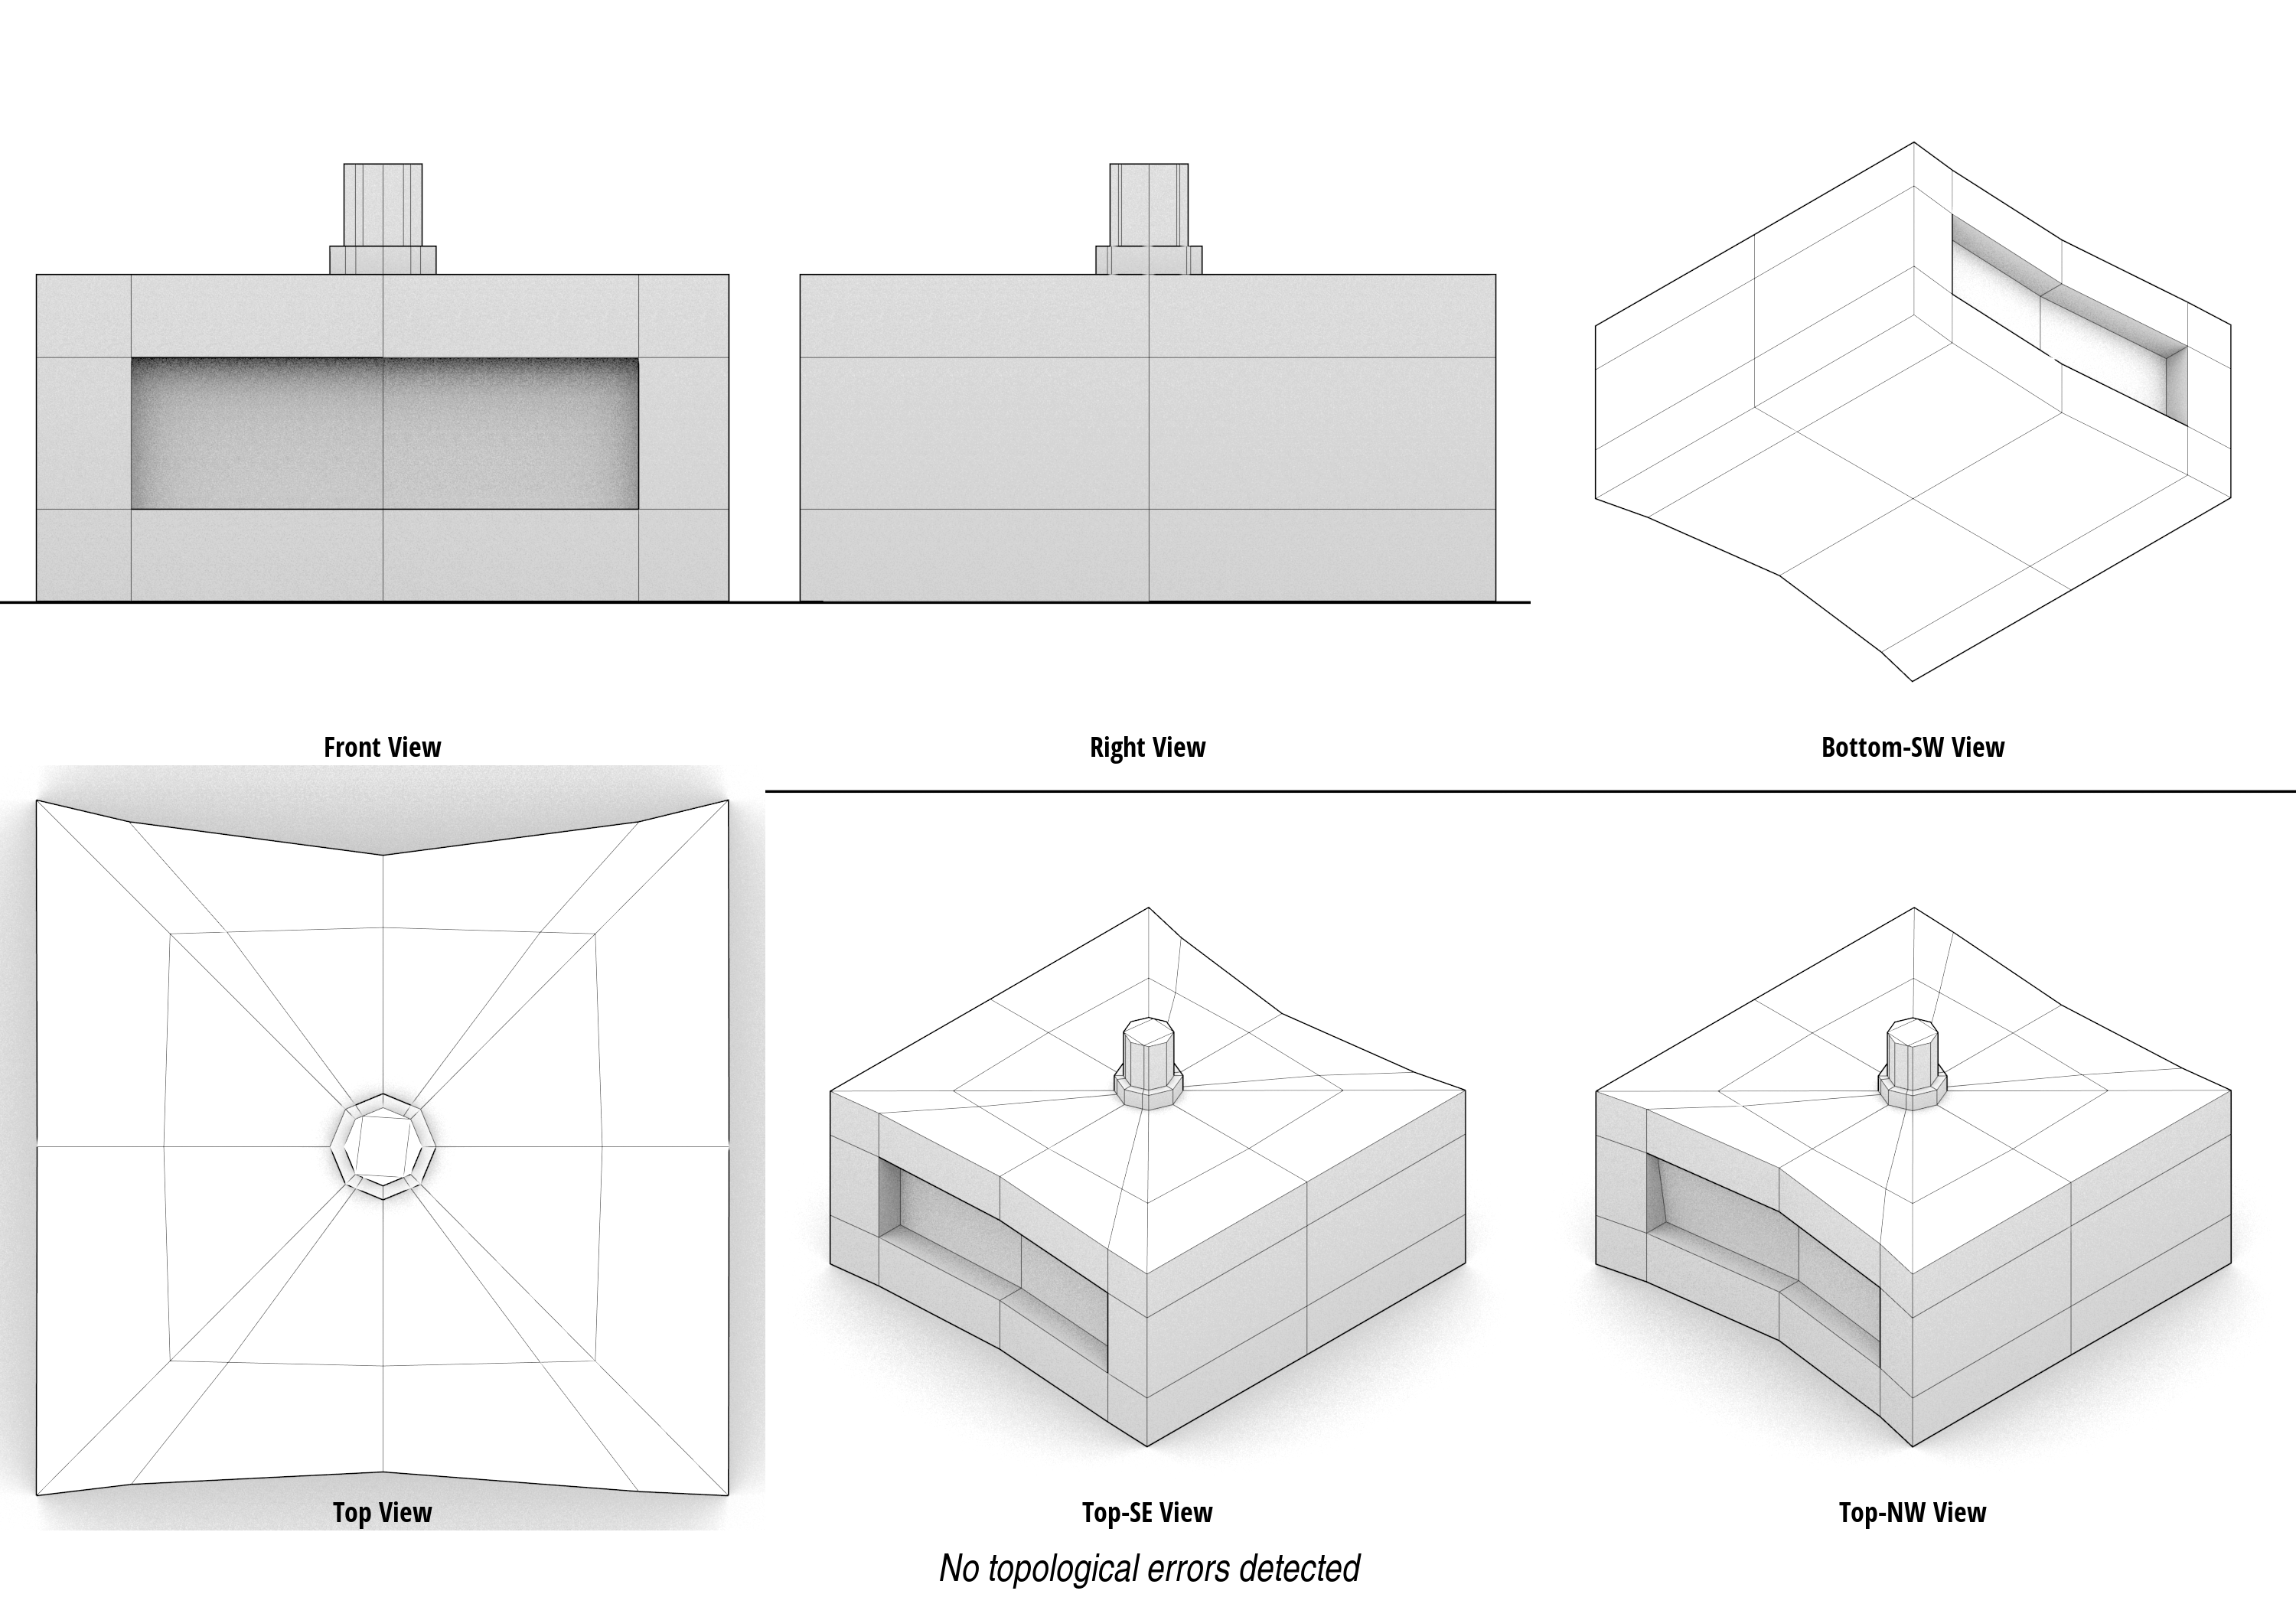 Front View
Right View
Bottom-SW View
Top View
Top-SE View
Top-NW View
No topological errors detected